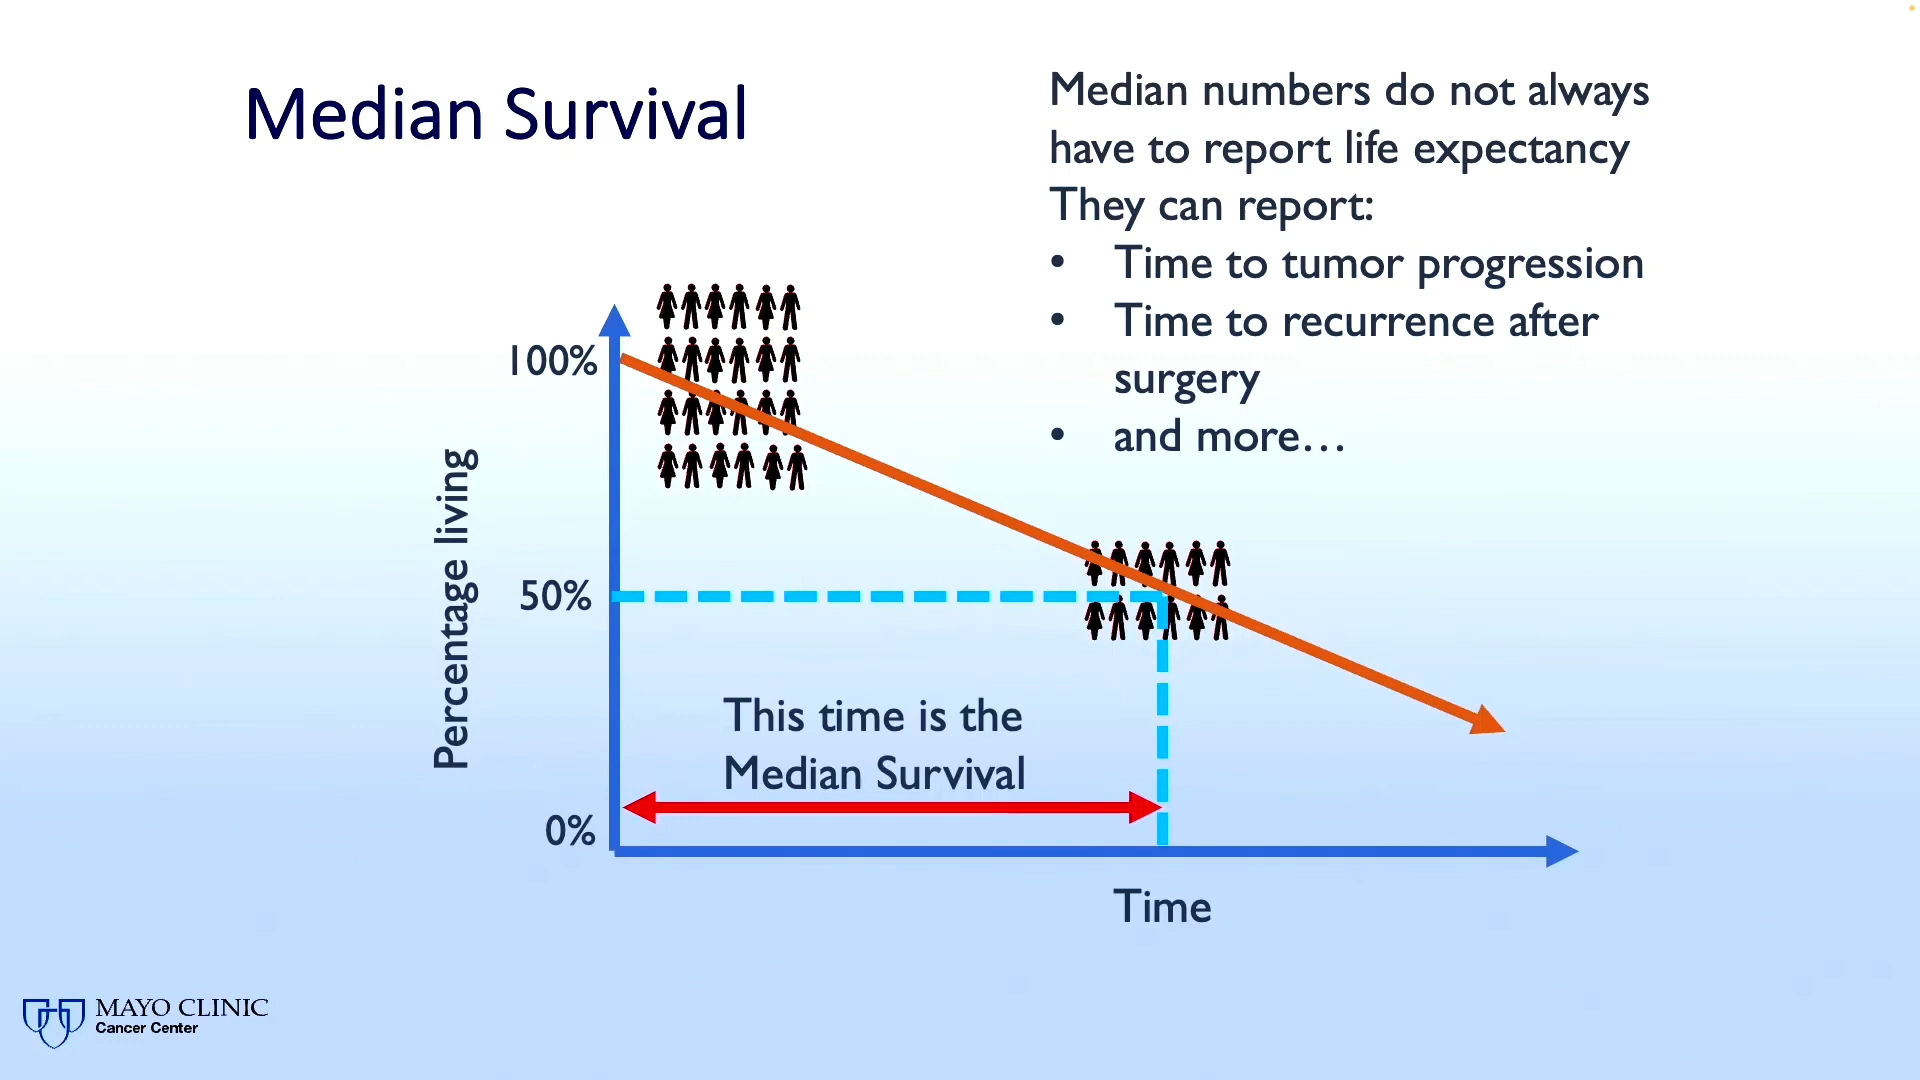 Median Survival
Median numbers do not always
have to report life expectancy
They can report:
• Time to tumor progression
• Time to recurrence after
surgery
• and more…
100%
Percentage living
50%
This time is the
Median Survival
0%
Time
MAYO CLINIC
Cancer Center